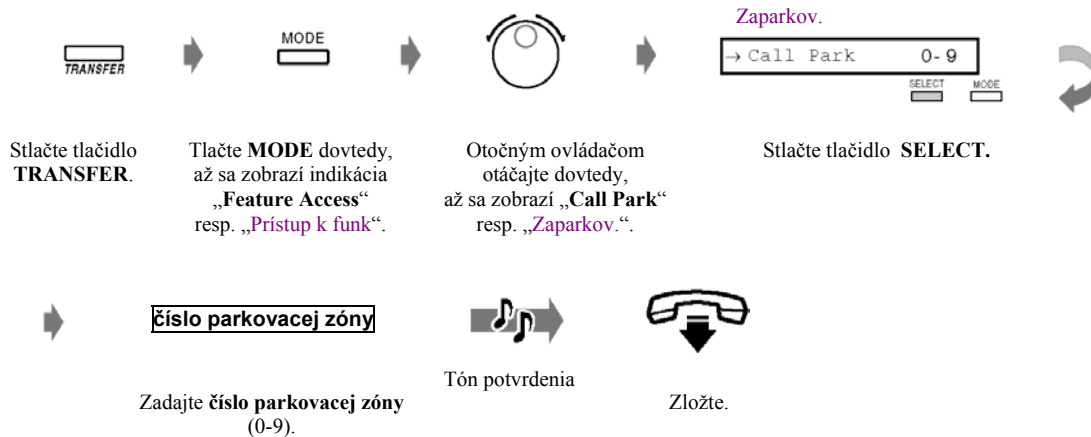 Zaparkov.
TRANSFER
MODE
→ Call Park 0-9
SELECT MODE
Stlačte tlačidlo
TRANSFER.
Tlačte MODE dovtedy,
až sa zobrazí indikácia
„Feature Access“
resp. „Prístup k funk“.
Otočným ovládačom
otáčajte dovtedy,
až sa zobrazí „Call Park“
resp. „Zaparkov.“.
Stlačte tlačidlo SELECT.
číslo parkovacej zóny
Zadajte číslo parkovacej zóny
(0-9).
Tón potvrdenia
Zložte.